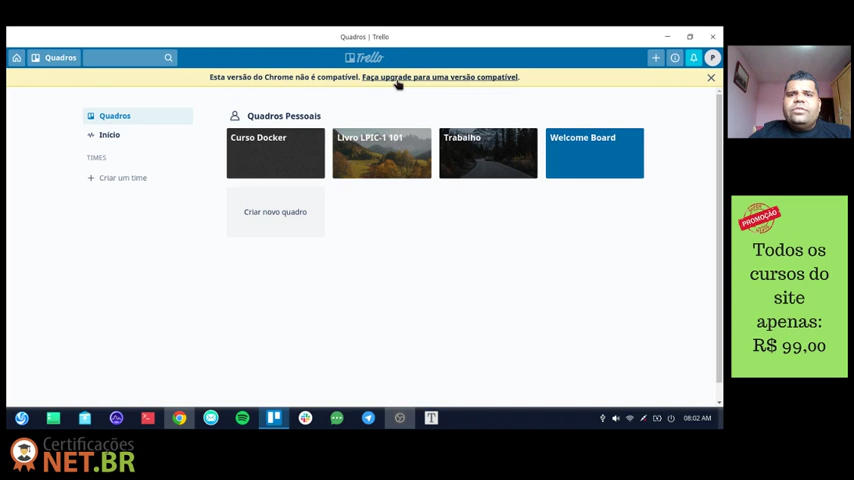 Quadros | Trello
Quadros
Trello
P
Esta versão do Chrome não é compatível. Faça upgrade para uma versão compatível.
Quadros
Início
TIMES
+ Criar um time
Quadros Pessoais
Curso Docker
Livro LPIC-1 101
Trabalho
Welcome Board
Criar novo quadro
08:02 AM
PROMOÇÃO
Todos os
cursos do
site
apenas:
R$ 99,00
Certificações
NET.BR